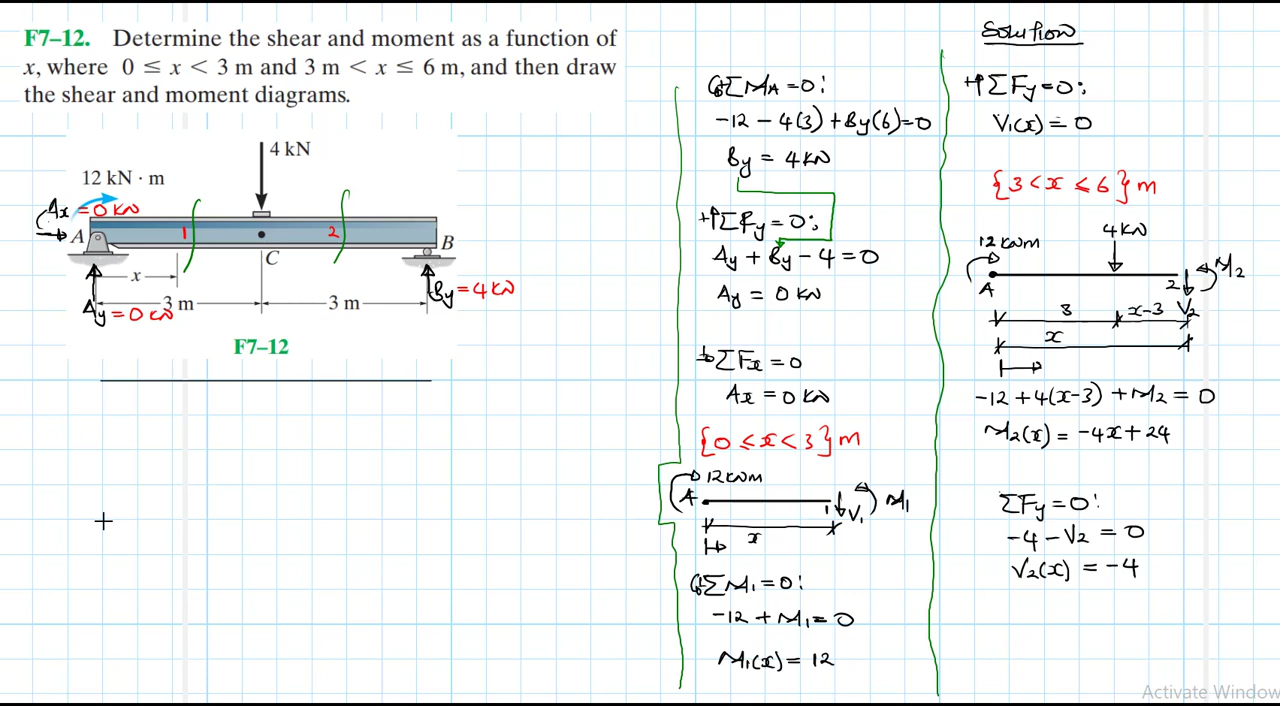 F7–12. Determine the shear and moment as a function of
x, where 0 ≤ x < 3 m and 3 m < x ≤ 6 m, and then draw
the shear and moment diagrams.
4 kN
12 kN · m
Ax = 0 kN
A
1
2
B
C
x
3 m
3 m
Ay = 0 kN
By = 4 kN
F7–12
+
↺+ ΣMA = 0:
-12 - 4(3) + By(6) = 0
By = 4 kN
+↑ΣFy = 0:
Ay + By - 4 = 0
Ay = 0 kN
ΣFx = 0
Ax = 0 kN
{0 ≤ x < 3} m
12 kNm
A
1
V1
M1
x
↺+ ΣM1 = 0:
-12 + M1 = 0
M1(x) = 12
Solution
+↑ΣFy = 0:
V1(x) = 0
{3 < x ≤ 6} m
4 kN
12 kNm
M2
A
2
3
x-3
V2
x
-12 + 4(x-3) + M2 = 0
M2(x) = -4x + 24
ΣFy = 0:
-4 - V2 = 0
V2(x) = -4
Activate Window